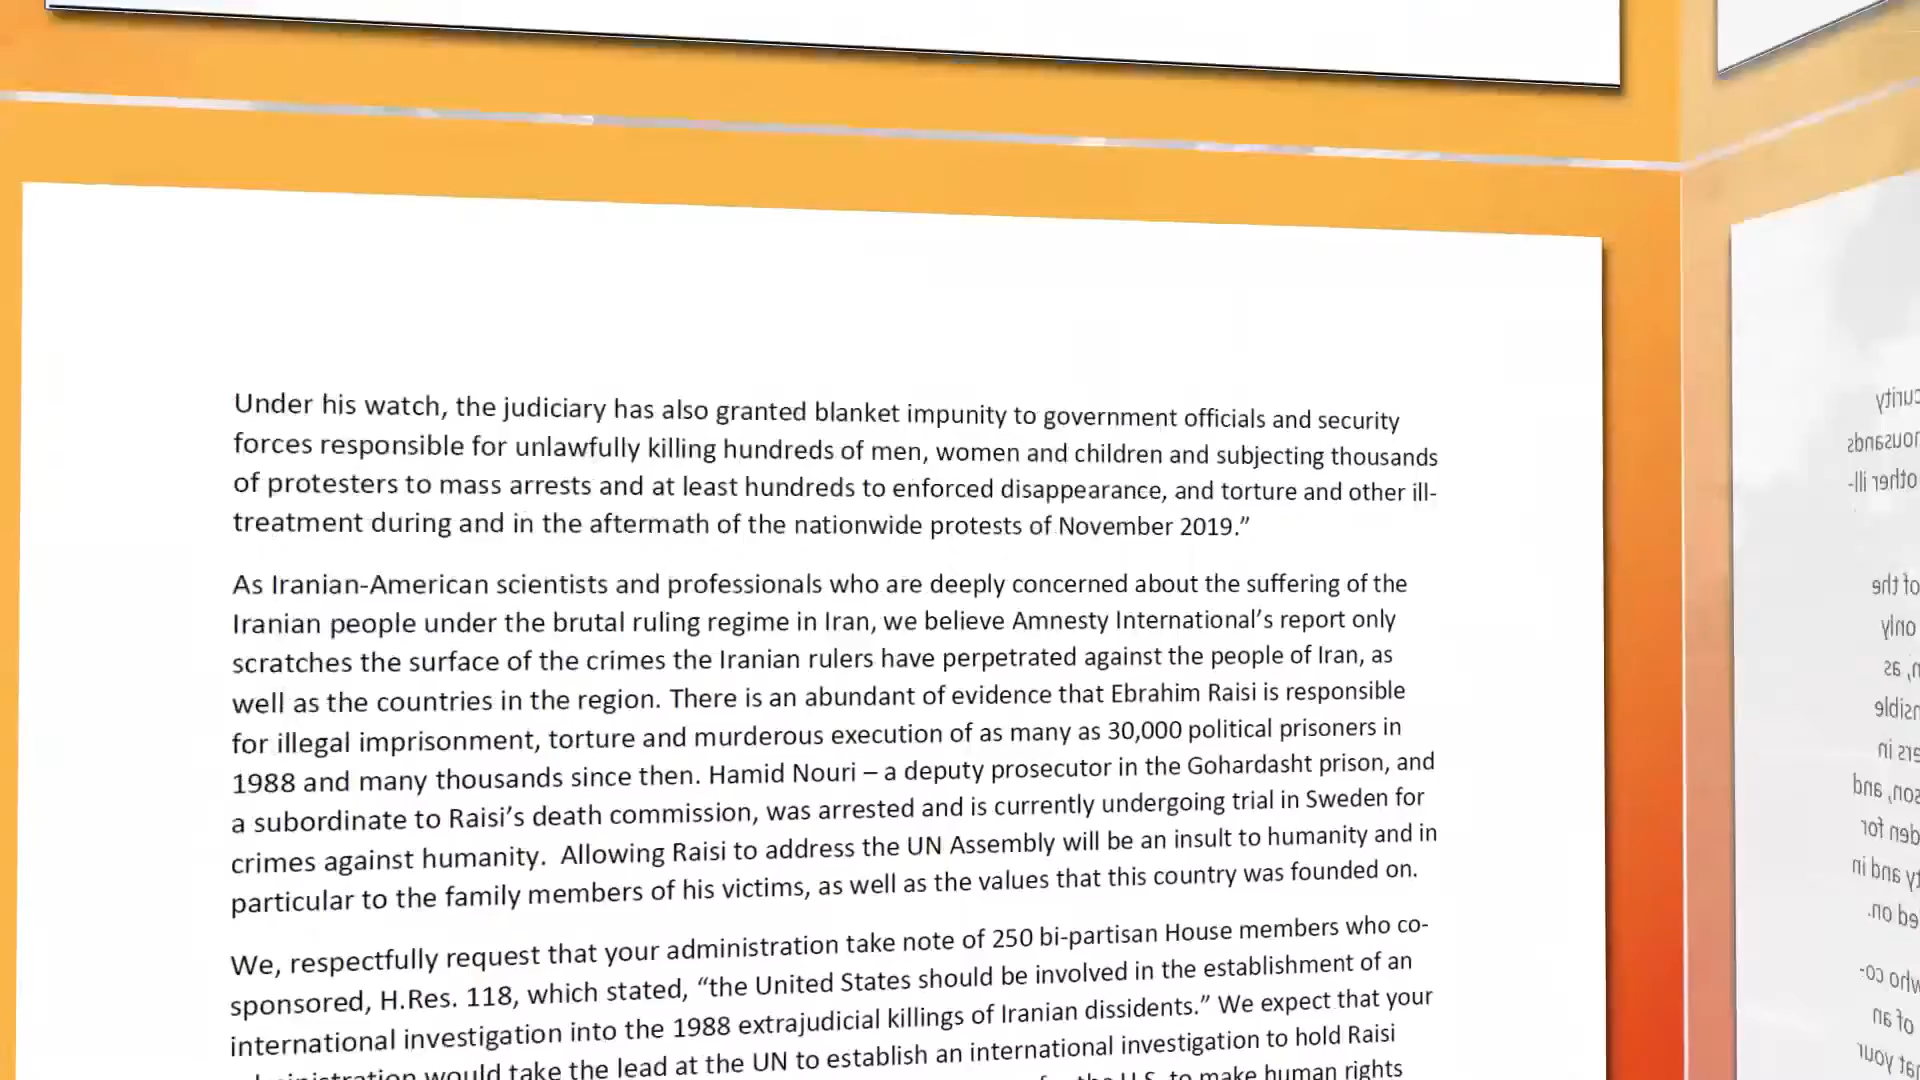 Under his watch, the judiciary has also granted blanket impunity to government officials and security
forces responsible for unlawfully killing hundreds of men, women and children and subjecting thousands
of protesters to mass arrests and at least hundreds to enforced disappearance, and torture and other ill-
treatment during and in the aftermath of the nationwide protests of November 2019.”
As Iranian-American scientists and professionals who are deeply concerned about the suffering of the
Iranian people under the brutal ruling regime in Iran, we believe Amnesty International’s report only
scratches the surface of the crimes the Iranian rulers have perpetrated against the people of Iran, as
well as the countries in the region. There is an abundant of evidence that Ebrahim Raisi is responsible
for illegal imprisonment, torture and murderous execution of as many as 30,000 political prisoners in
1988 and many thousands since then. Hamid Nouri – a deputy prosecutor in the Gohardasht prison, and
a subordinate to Raisi’s death commission, was arrested and is currently undergoing trial in Sweden for
crimes against humanity.  Allowing Raisi to address the UN Assembly will be an insult to humanity and in
particular to the family members of his victims, as well as the values that this country was founded on.
We, respectfully request that your administration take note of 250 bi-partisan House members who co-
sponsored, H.Res. 118, which stated, “the United States should be involved in the establishment of an
international investigation into the 1988 extrajudicial killings of Iranian dissidents.” We expect that your
administration would take the lead at the UN to establish an international investigation to hold Raisi
for the U.S. to make human rights